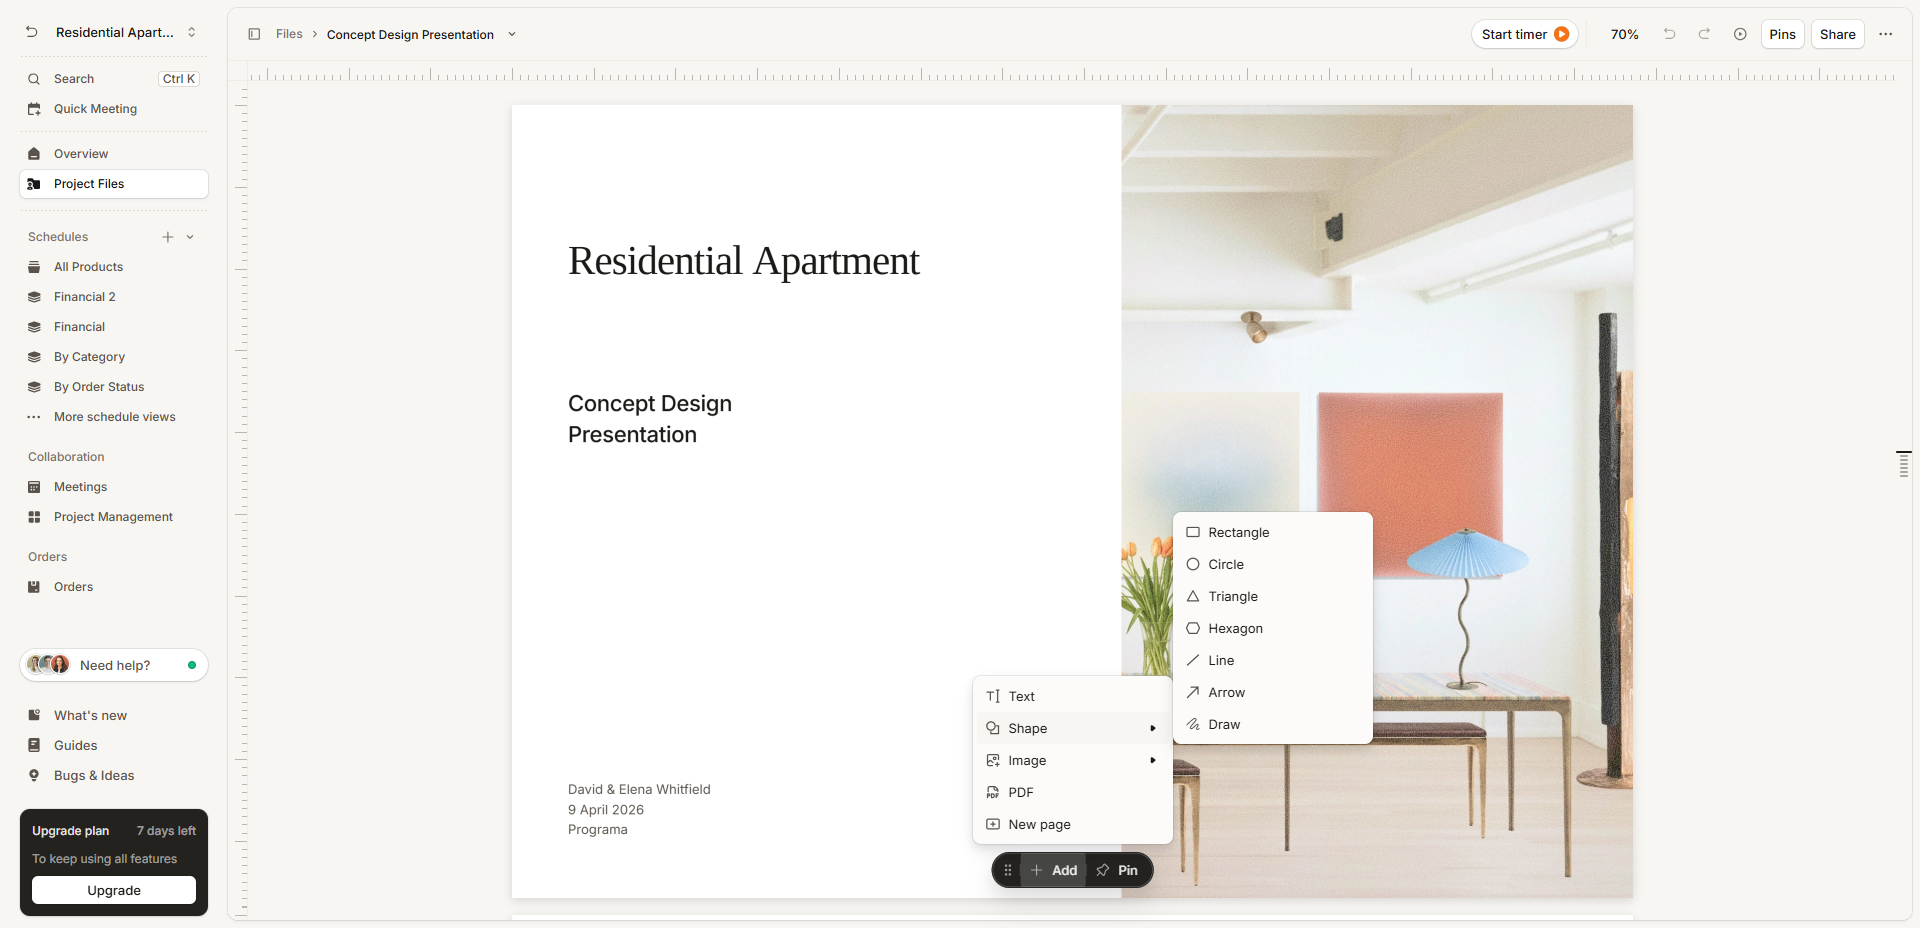 Residential Apart...
Search
Ctrl K
Quick Meeting
Overview
Project Files
Schedules
All Products
Financial 2
Financial
By Category
By Order Status
More schedule views
Collaboration
Meetings
Project Management
Orders
Orders
Need help?
What's new
Guides
Bugs & Ideas
Upgrade plan
7 days left
To keep using all features
Upgrade
Files
Concept Design Presentation
Start timer
70%
Pins
Share
Residential Apartment
Concept Design
Presentation
David & Elena Whitfield
9 April 2026
Programa
Rectangle
Circle
Triangle
Hexagon
Line
Arrow
Draw
Text
Shape
Image
PDF
New page
Add
Pin